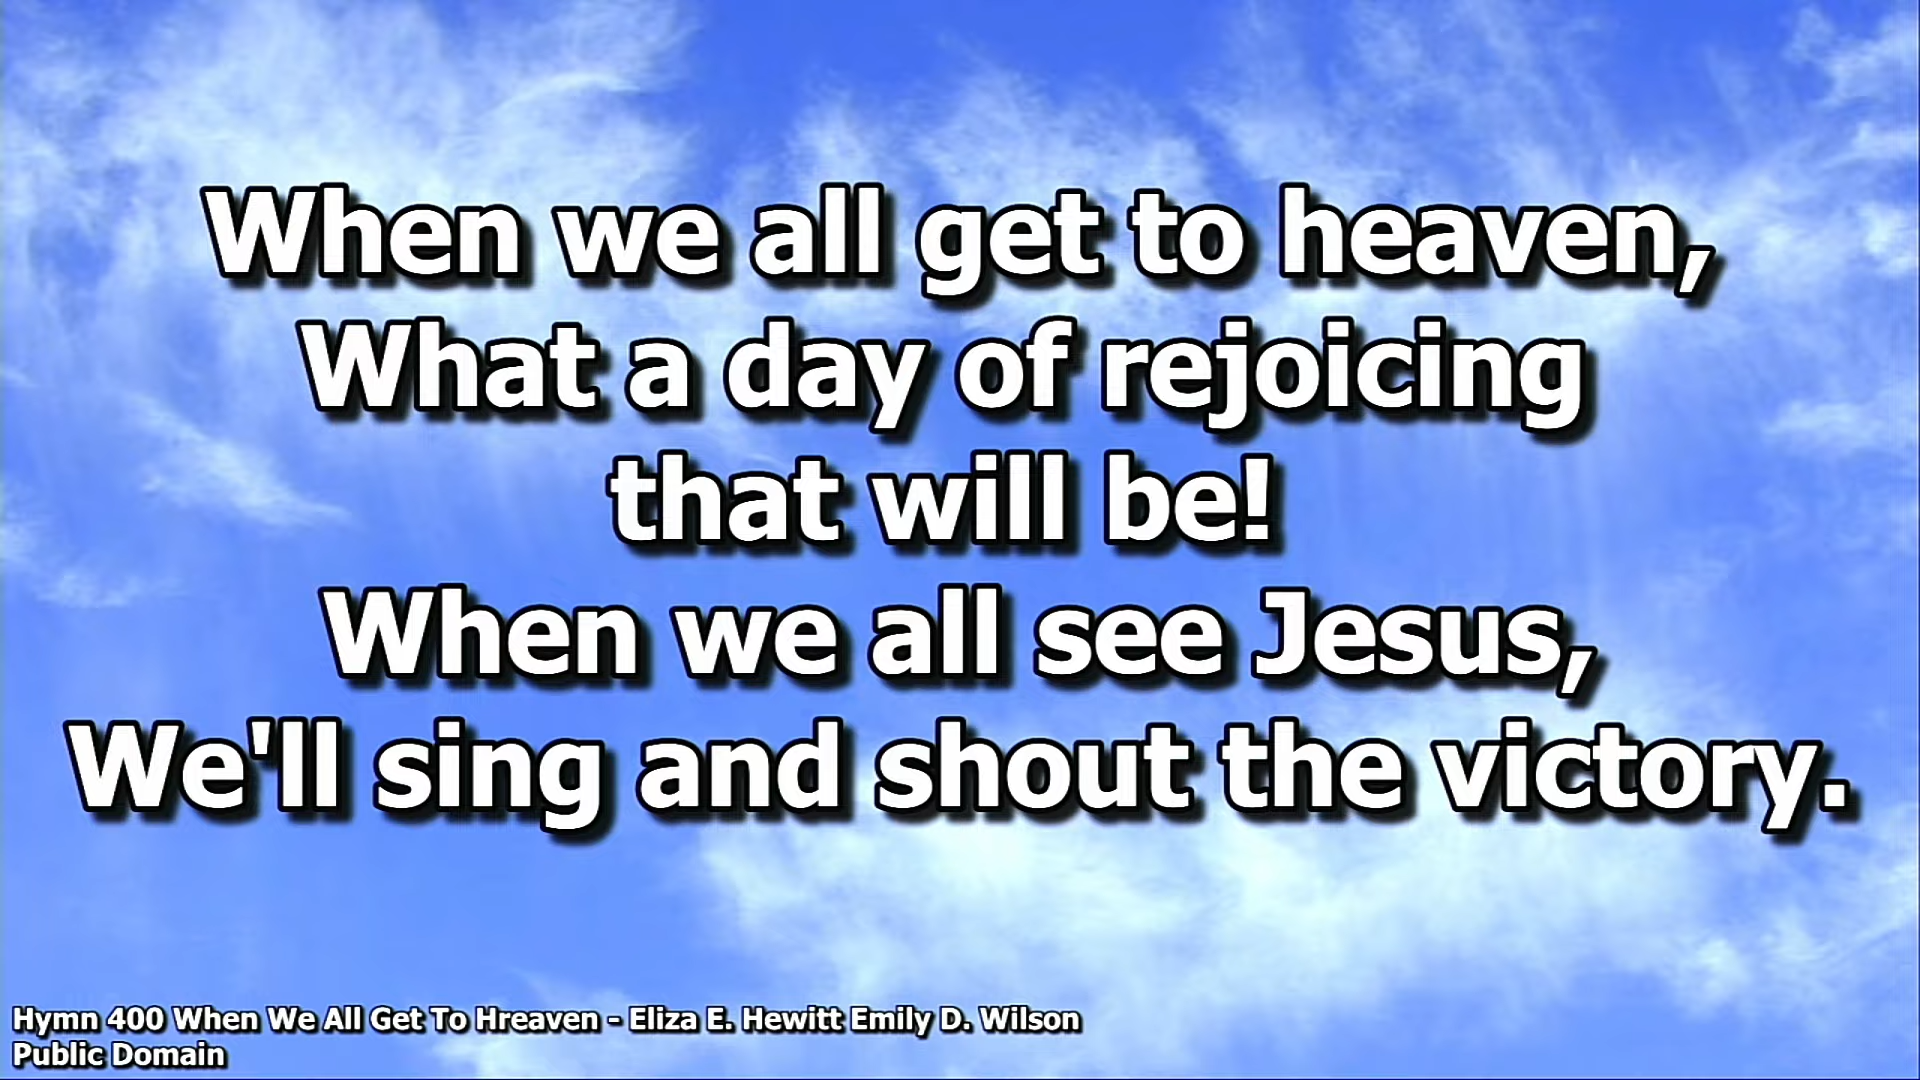 When we all get to heaven,
What a day of rejoicing
that will be!
When we all see Jesus,
We'll sing and shout the victory.
Hymn 400 When We All Get To Hreaven - Eliza E. Hewitt Emily D. Wilson
Public Domain